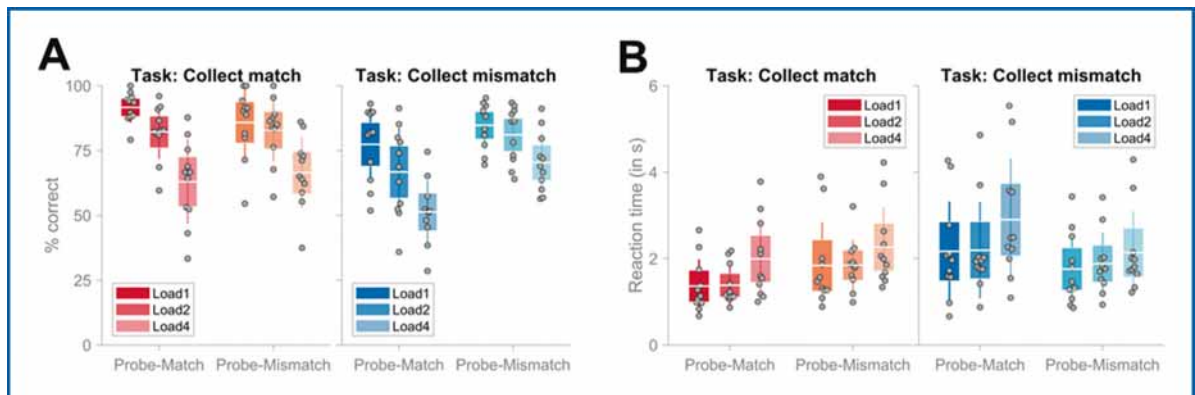 A
Task: Collect match
Task: Collect mismatch
100
75
50
25
0
% correct
Load1
Load2
Load4
Load1
Load2
Load4
Probe-Match
Probe-Mismatch
Probe-Match
Probe-Mismatch
B
Task: Collect match
Task: Collect mismatch
6
4
2
0
Reaction time (in s)
Load1
Load2
Load4
Load1
Load2
Load4
Probe-Match
Probe-Mismatch
Probe-Match
Probe-Mismatch